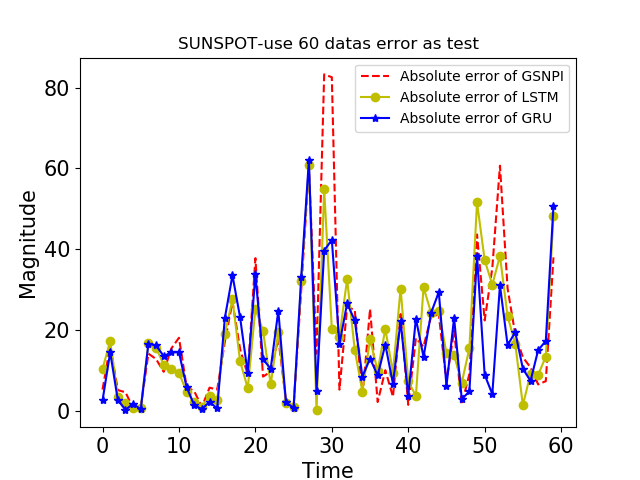 SUNSPOT-use 60 datas error as test
Absolute error of GSNPI
Absolute error of LSTM
Absolute error of GRU
Magnitude
80
60
40
20
0
0 10 20 30 40 50 60
Time